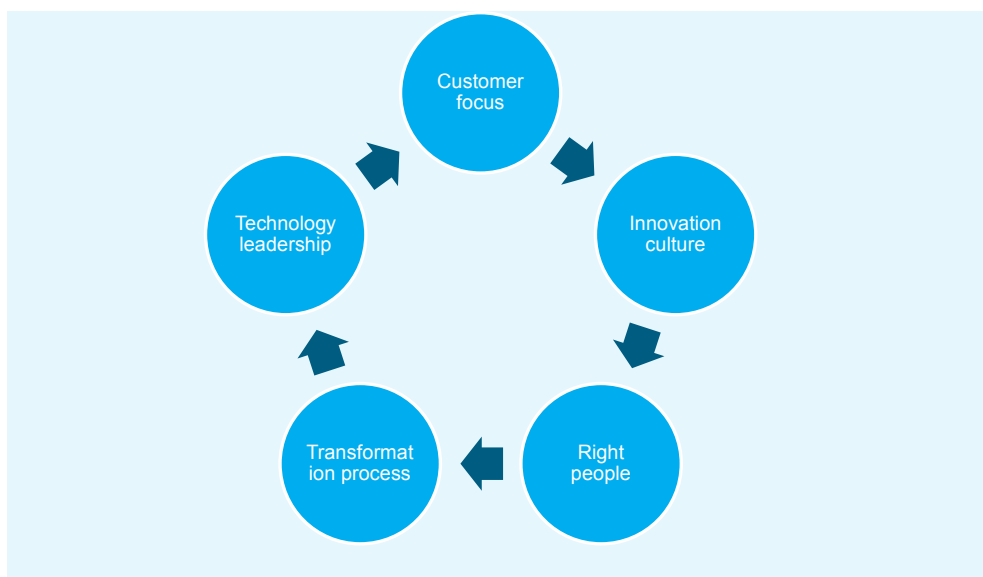 Customer
focus
Innovation
culture
Right
people
Transformat
ion process
Technology
leadership